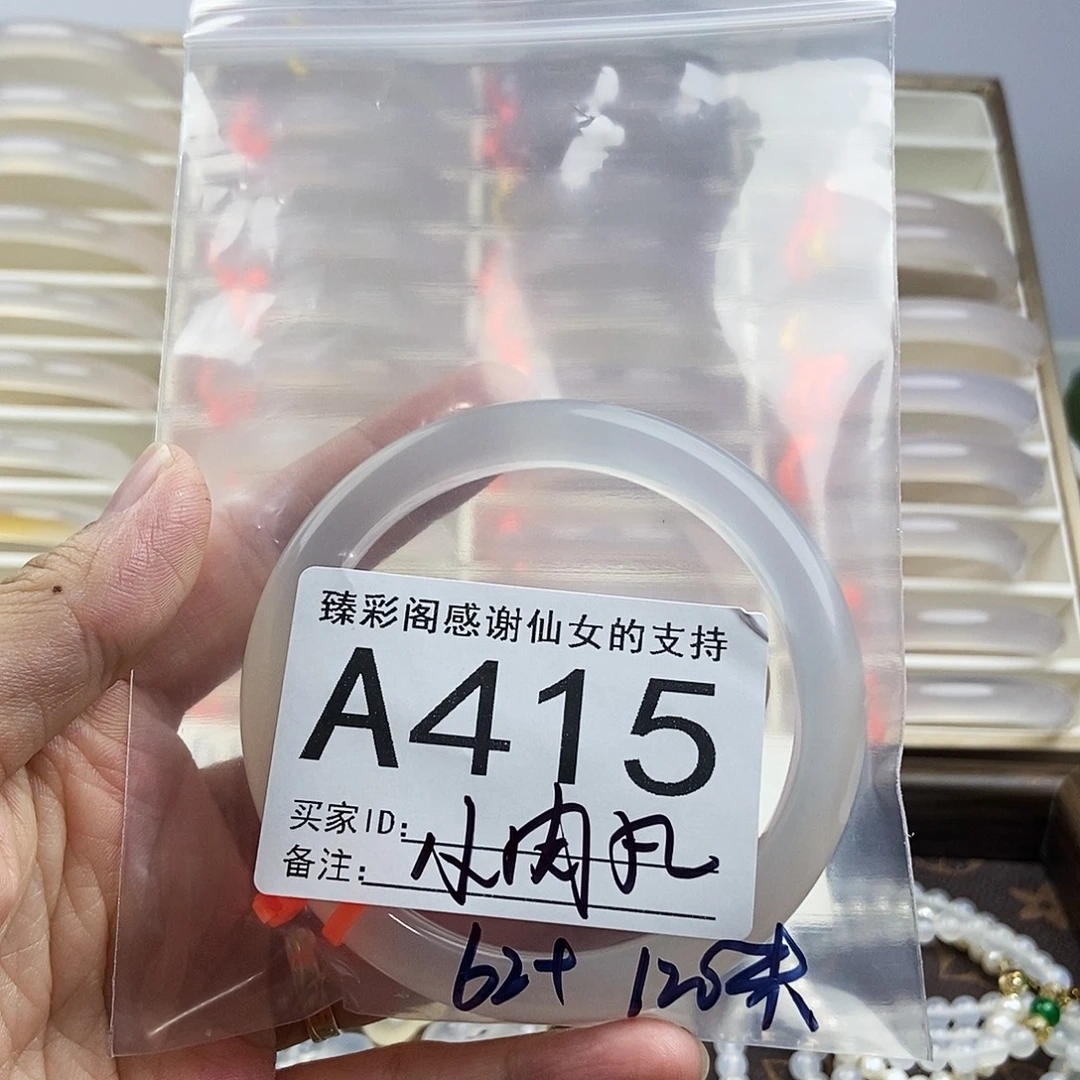 臻彩阁感谢仙女的支持
A415
买家ID: 小肉丸
备注:
62+ 125米